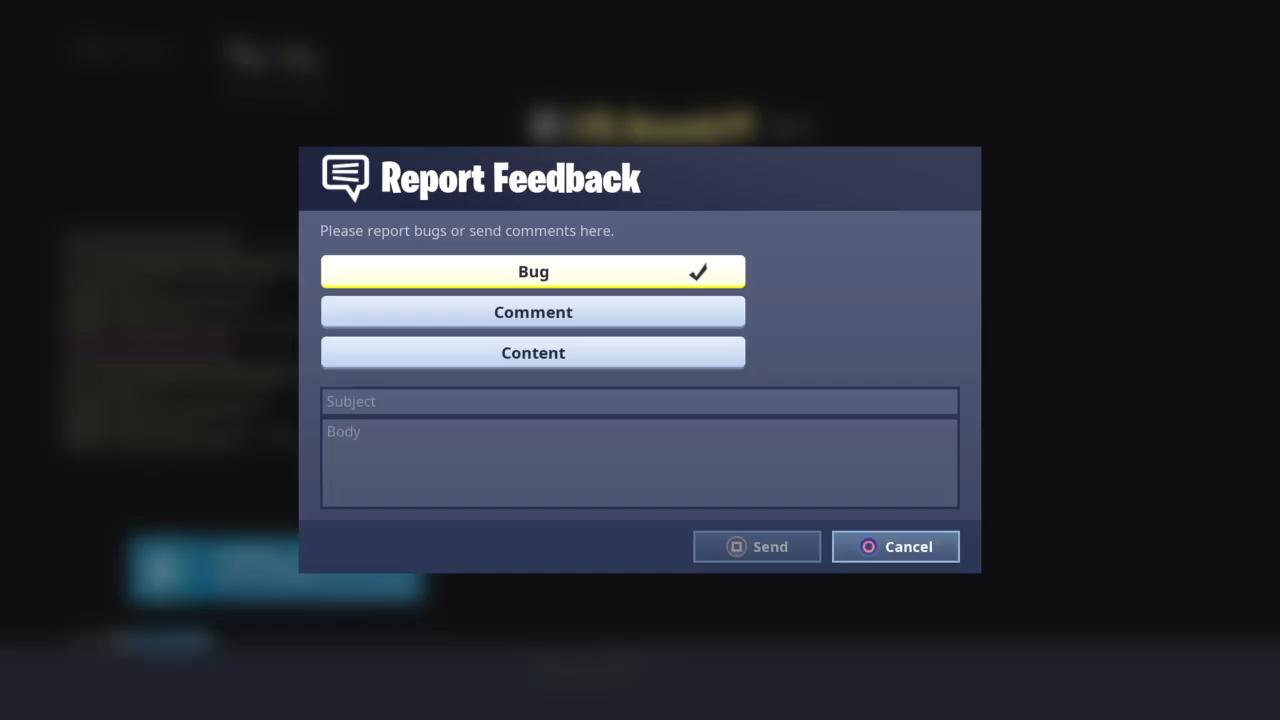 Report Feedback
Please report bugs or send comments here.
Bug
Comment
Content
Subject
Body
Send
Cancel